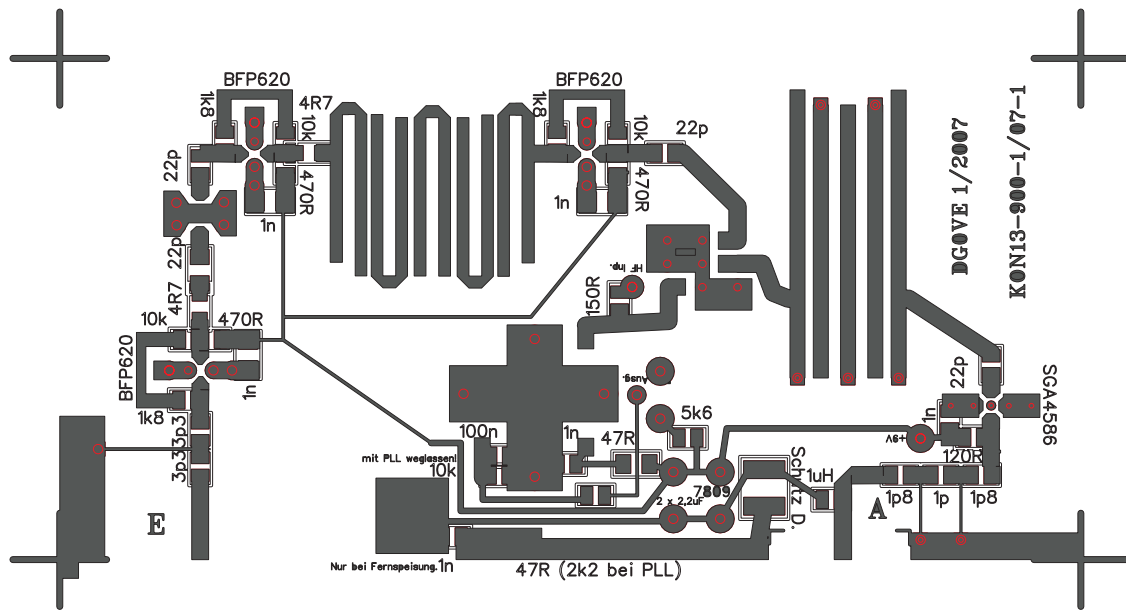 BFP620
1k8
4R7
10k
470R
1n
22p
22p
4R7
10k
470R
BFP620
1k8
1n
3p3
3p3
E
BFP620
1k8
10k
22p
470R
1n
HF Inp.
150R
Ausg.
100n
1n
47R
5k6
mit PLL weglassen!
10k
7809
2 x 2,2uF
Schutz D.
1uH
Nur bei Fernspeisung.
1n
47R (2k2 bei PLL)
DG0VE 1/2007
KON13-900-1/07-1
22p
SGA4586
1n
+9V
120R
1p8
1p
1p8
A